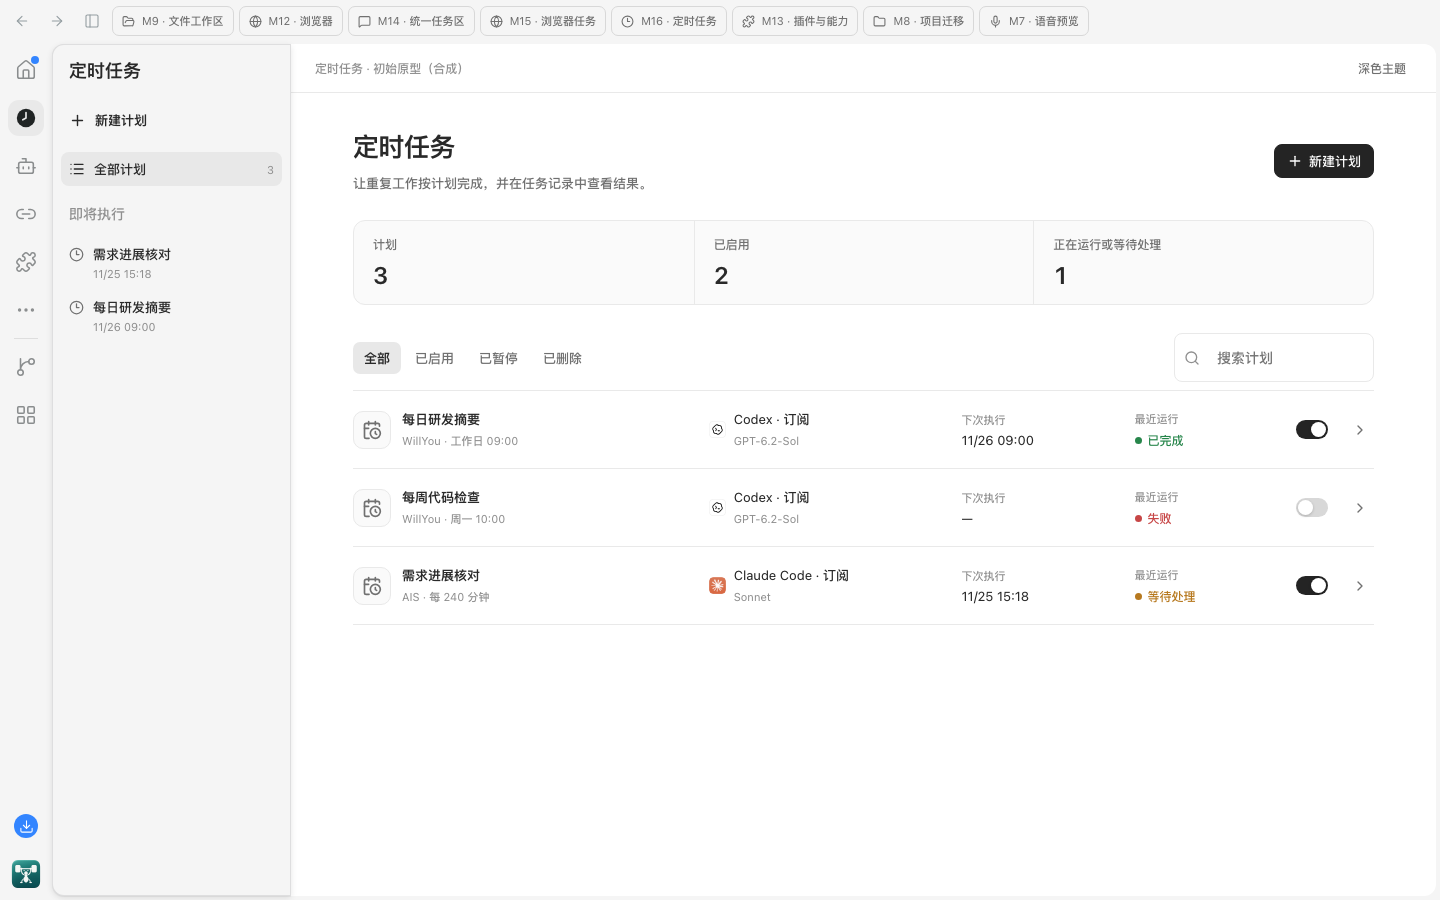 M9 · 文件工作区
M12 · 浏览器
M14 · 统一任务区
M15 · 浏览器任务
M16 · 定时任务
M13 · 插件与能力
M8 · 项目迁移
M7 · 语音预览
定时任务
新建计划
全部计划
3
即将执行
需求进展核对
11/25 15:18
每日研发摘要
11/26 09:00
定时任务 · 初始原型（合成）
深色主题
定时任务
让重复工作按计划完成，并在任务记录中查看结果。
新建计划
计划
3
已启用
2
正在运行或等待处理
1
全部
已启用
已暂停
已删除
搜索计划
每日研发摘要
WillYou · 工作日 09:00
Codex · 订阅
GPT-6.2-Sol
下次执行
11/26 09:00
最近运行
已完成
每周代码检查
WillYou · 周一 10:00
Codex · 订阅
GPT-6.2-Sol
下次执行
—
最近运行
失败
需求进展核对
AIS · 每 240 分钟
Claude Code · 订阅
Sonnet
下次执行
11/25 15:18
最近运行
等待处理